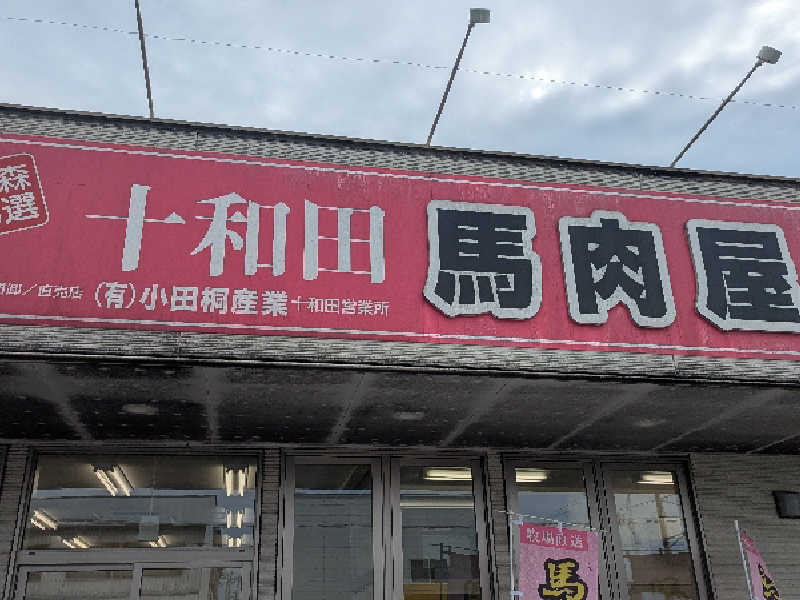 森
選
十和田 馬肉屋
卸/直売店 (有)小田桐産業 十和田営業所
牧場直送
馬